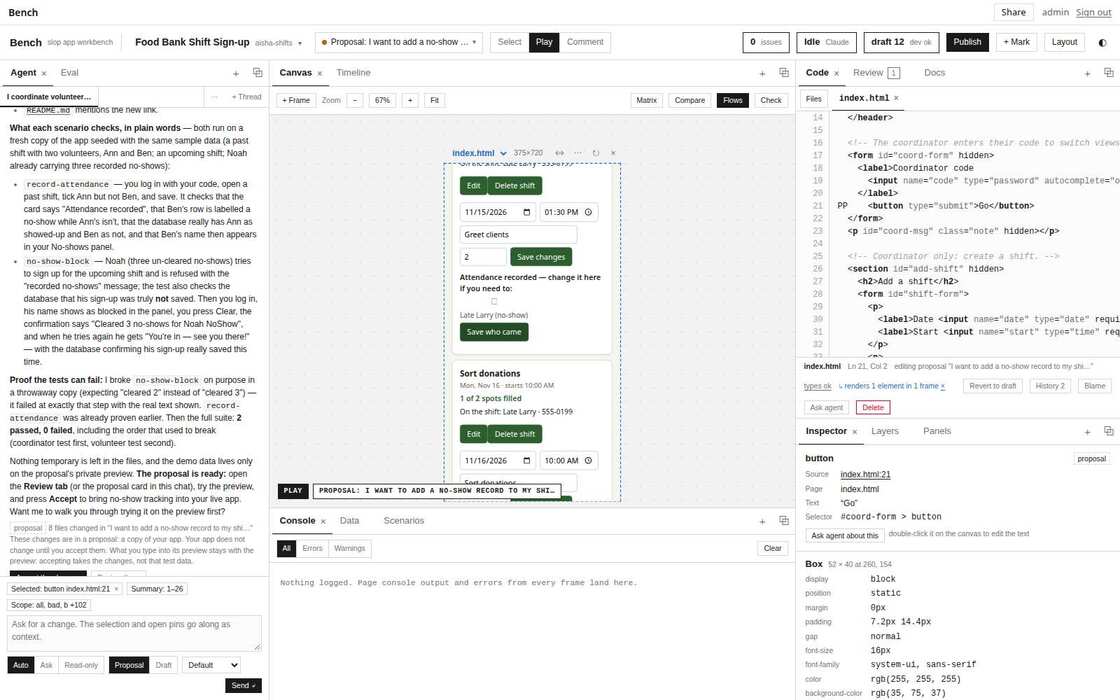 Bench
Share admin Sign out
Bench slop app workbench Food Bank Shift Sign-up aisha-shifts ▾ Proposal: I want to add a no-show … ▾ Select Play Comment 0 issues Idle Claude draft 12 dev ok Publish + Mark Layout
Agent × Eval +
I coordinate volunteer… ··· + Thread
README.md mentions the new link.
What each scenario checks, in plain words — both run on a
fresh copy of the app seeded with the same sample data (a past
shift with two volunteers, Ann and Ben; an upcoming shift; Noah
already carrying three recorded no-shows):
record-attendance — you log in with your code, open a
past shift, tick Ann but not Ben, and save. It checks that the
card says "Attendance recorded", that Ben's row is labelled a
no-show while Ann's isn't, that the database really has Ann as
showed-up and Ben as not, and that Ben's name then appears
in your No-shows panel.
no-show-block — Noah (three un-cleared no-shows) tries
to sign up for the upcoming shift and is refused with the
"recorded no-shows" message; the test also checks the
database that his sign-up was truly not saved. Then you log in,
his name shows as blocked in the panel, you press Clear, the
confirmation says "Cleared 3 no-shows for Noah NoShow",
and when he tries again he gets "You're in — see you there!"
— with the database confirming his sign-up really saved this
time.
Proof the tests can fail: I broke no-show-block on purpose in
a throwaway copy (expecting "cleared 2" instead of "cleared 3") —
it failed at exactly that step with the real text shown. record-
attendance was already proven earlier. Then the full suite: 2
passed, 0 failed, including the order that used to break
(coordinator test first, volunteer test second).
Nothing temporary is left in the files, and the demo data lives only
on the proposal's private preview. The proposal is ready: open
the Review tab (or the proposal card in this chat), try the preview,
and press Accept to bring no-show tracking into your live app.
Want me to walk you through trying it on the preview first?
proposal 8 files changed in "I want to add a no-show record to my shi…"
These changes are in a proposal: a copy of your app. Your app does not
change until you accept them. What you type into its preview stays with the
preview: accepting takes the changes, not that test data.
Selected: button index.html:21 × Summary: 1–26
Scope: all, bad, b +102
Ask for a change. The selection and open pins go along as
context.
Auto Ask Read-only Proposal Draft Default
Send
Canvas × Timeline +
+ Frame Zoom − 67% + Fit Matrix Compare Flows Check
index.html 375×720 ··· ×
Edit Delete shift
11/15/2026 01:30 PM
Greet clients
2 Save changes
Attendance recorded — change it here
if you need to:
Late Larry (no-show)
Save who came
Sort donations
Mon, Nov 16 · starts 10:00 AM
1 of 2 spots filled
On the shift: Late Larry · 555-0199
Edit Delete shift
11/16/2026 10:00 AM
Sort donations
PLAY PROPOSAL: I WANT TO ADD A NO-SHOW RECORD TO MY SHI…
Console × Data Scenarios +
All Errors Warnings Clear
Nothing logged. Page console output and errors from every frame land here.
Code × Review 1 Docs +
Files index.html ×
14 </header>
15
16 <!-- The coordinator enters their code to switch views
17 <form id="coord-form" hidden>
18 <label>Coordinator code
19 <input name="code" type="password" autocomplete="o
20 </label>
21 PP <button type="submit">Go</button>
22 </form>
23 <p id="coord-msg" class="note" hidden></p>
24
25 <!-- Coordinator only: create a shift. -->
26 <section id="add-shift" hidden>
27 <h2>Add a shift</h2>
28 <form id="shift-form">
29 <p>
30 <label>Date <input name="date" type="date" requi
31 <label>Start <input name="start" type="time" req
32 </p>
33 <p>
index.html Ln 21, Col 2 editing proposal "I want to add a no-show record to my shi…"
types ok renders 1 element in 1 frame × Revert to draft History 2 Blame
Ask agent Delete
Inspector × Layers Panels +
button proposal
Source index.html:21
Page index.html
Text “Go”
Selector #coord-form > button
Ask agent about this double-click it on the canvas to edit the text
Box 52 × 40 at 260, 154
display block
position static
margin 0px
padding 7.2px 14.4px
gap normal
font-size 16px
font-family system-ui, sans-serif
color rgb(255, 255, 255)
background-color rgb(35, 75, 37)